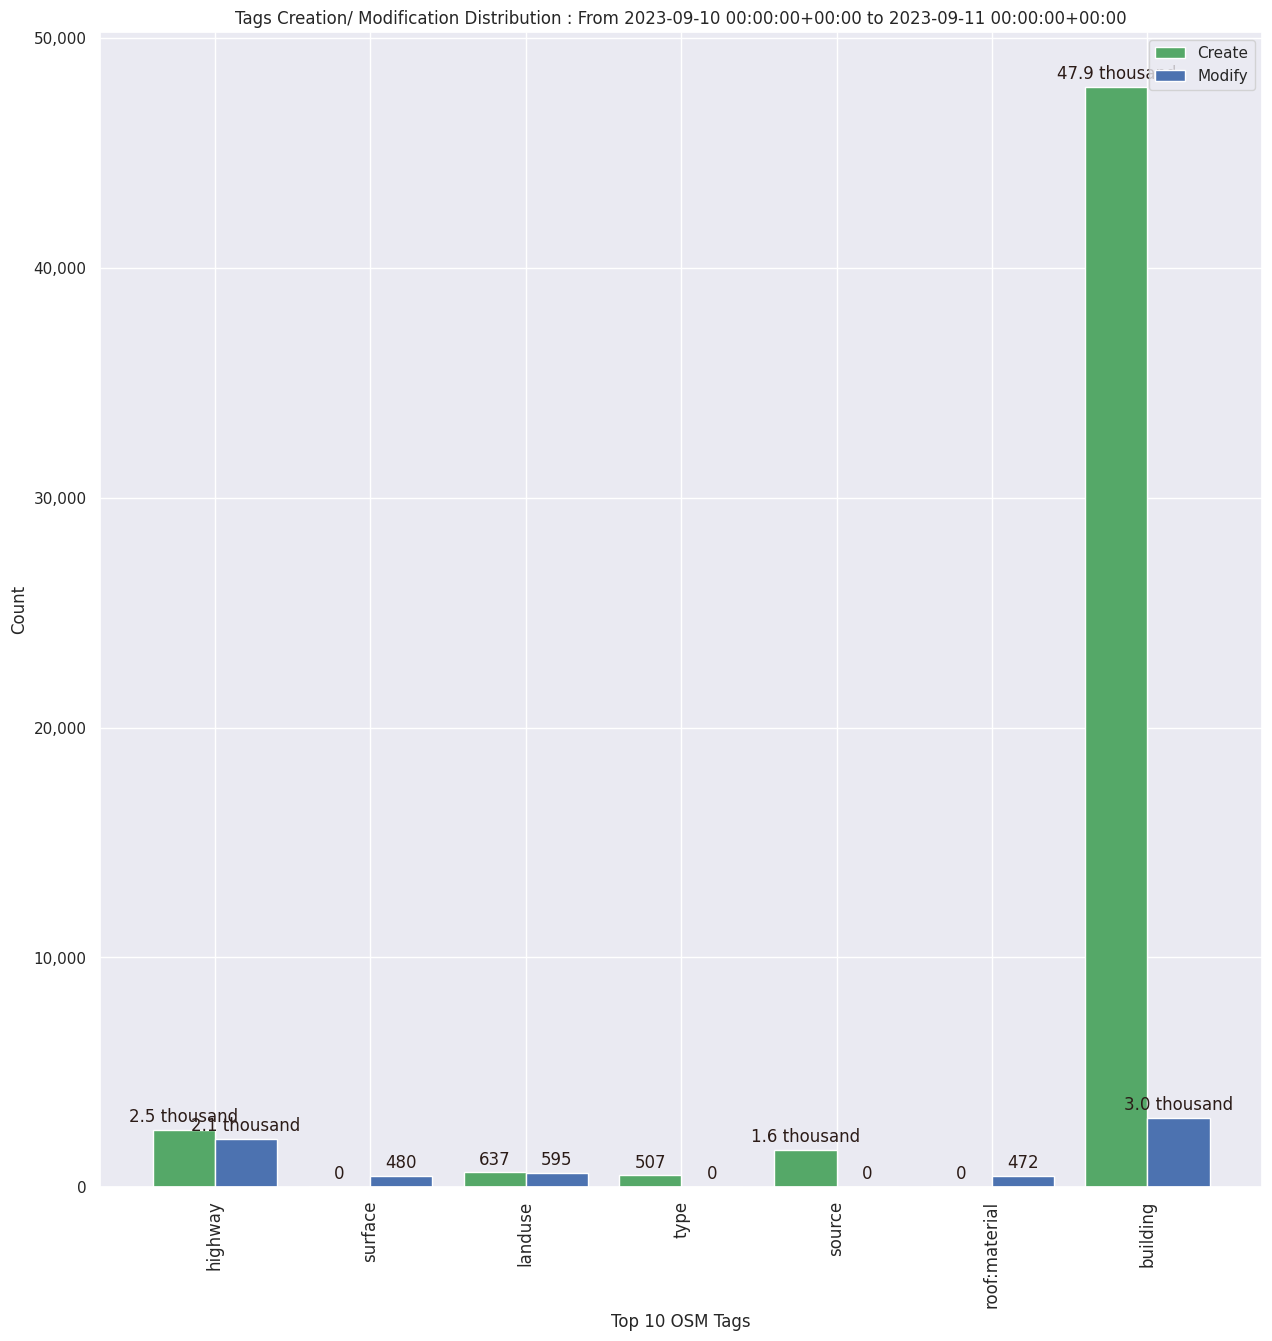 Tags Creation/ Modification Distribution : From 2023-09-10 00:00:00+00:00 to 2023-09-11 00:00:00+00:00
Create
Modify
50,000
40,000
30,000
20,000
10,000
0
Count
47.9 thousand
2.5 thousand
2.1 thousand
0
480
637
595
507
0
1.6 thousand
0
0
472
3.0 thousand
highway
surface
landuse
type
source
roof:material
building
Top 10 OSM Tags